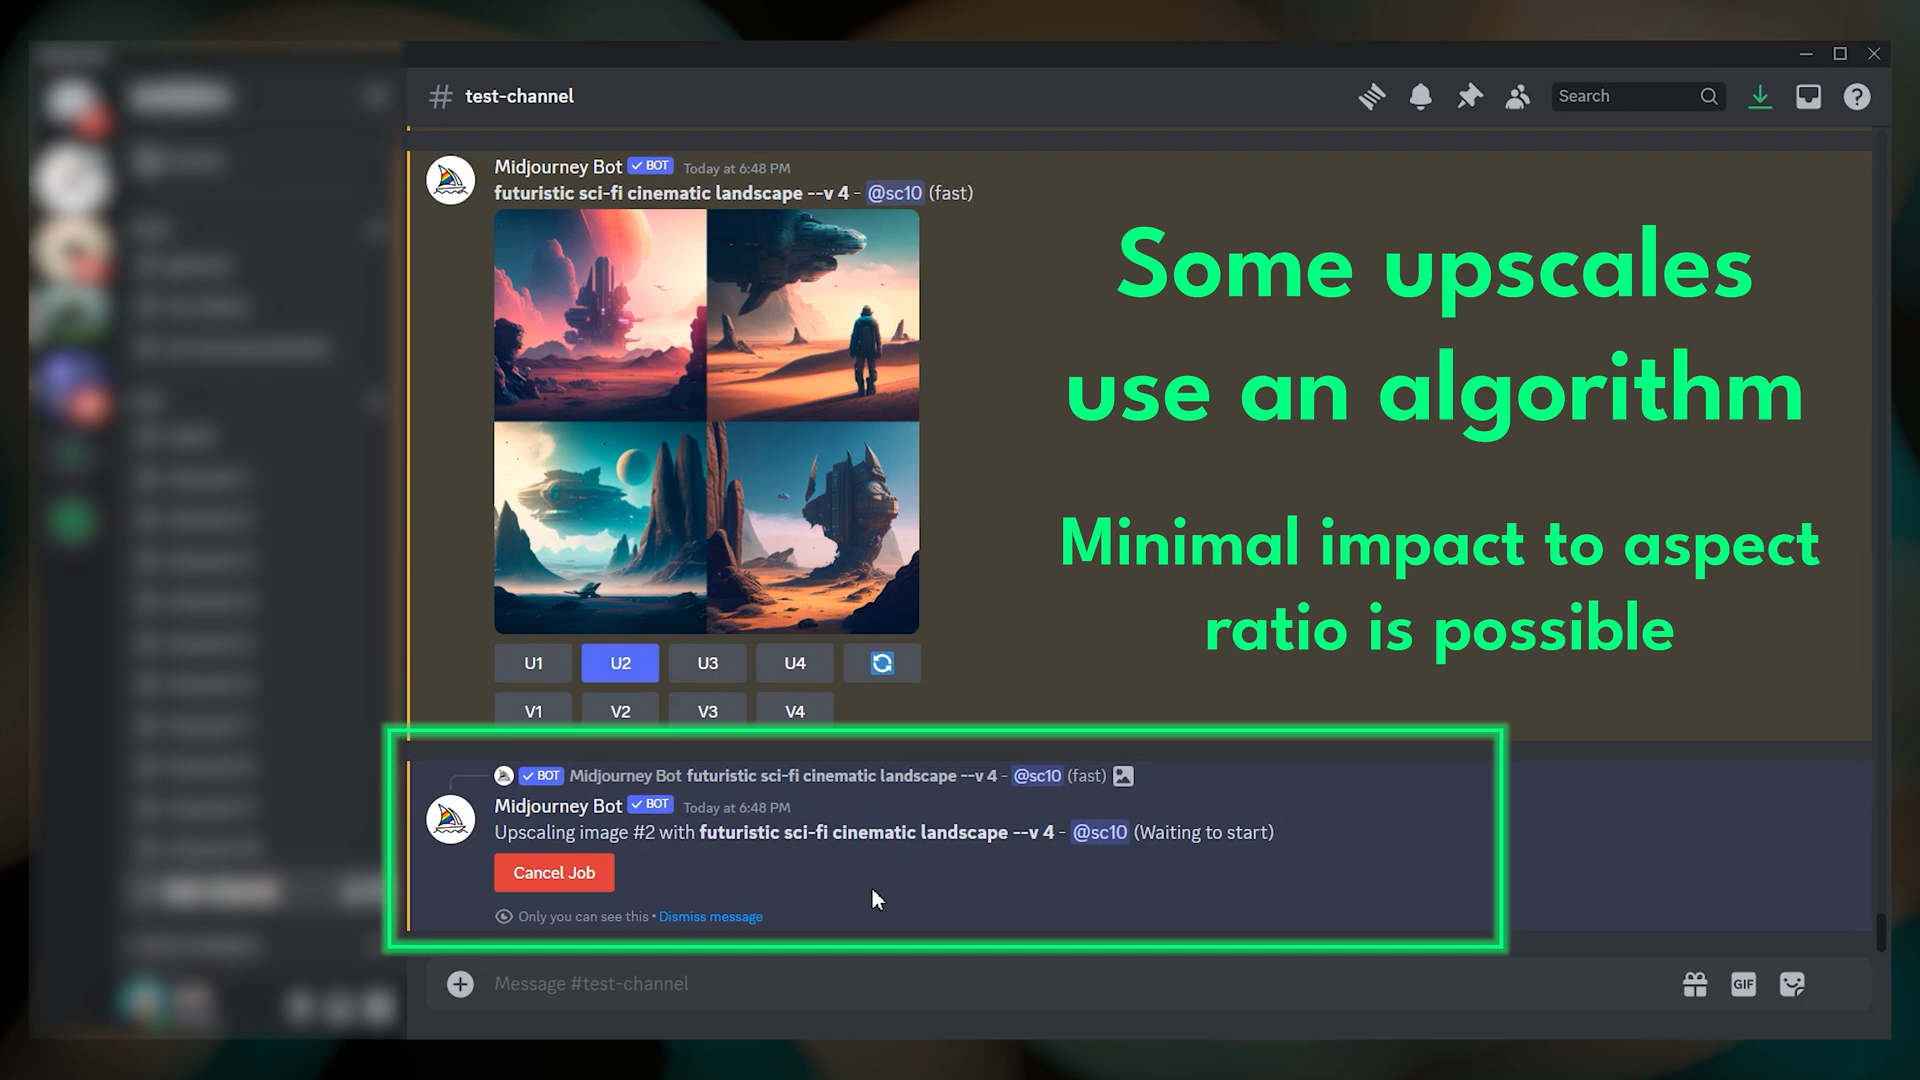 test-channel
Search
Midjourney Bot BOT Today at 6:48 PM
futuristic sci-fi cinematic landscape --v 4 - @sc10 (fast)
Some upscales
use an algorithm
Minimal impact to aspect
ratio is possible
U1 U2 U3 U4
V1 V2 V3 V4
BOT Midjourney Bot futuristic sci-fi cinematic landscape --v 4 - @sc10 (fast)
Midjourney Bot BOT Today at 6:48 PM
Upscaling image #2 with futuristic sci-fi cinematic landscape --v 4 - @sc10 (Waiting to start)
Cancel Job
Only you can see this • Dismiss message
Message #test-channel
GIF